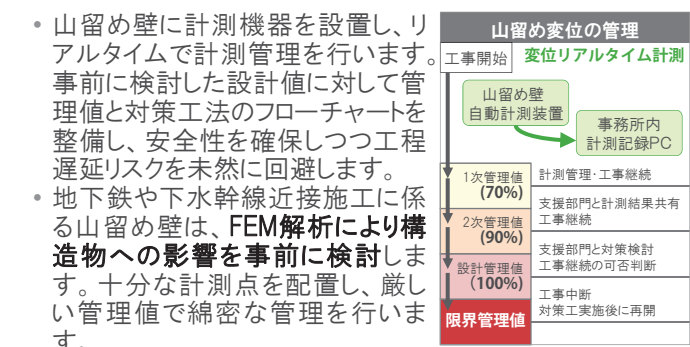 ・山留め壁に計測機器を設置し、リ
アルタイムで計測管理を行います。
事前に検討した設計値に対して管
理値と対策工法のフローチャートを
整備し、安全性を確保しつつ工程
遅延リスクを未然に回避します。
・地下鉄や下水幹線近接施工に係
る山留め壁は、FEM解析により構
造物への影響を事前に検討しま
す。十分な計測点を配置し、厳し
い管理値で綿密な管理を行いま
す。
山留め変位の管理
工事開始
変位リアルタイム計測
山留め壁
自動計測装置
事務所内
計測記録PC
1次管理値
(70%)
計測管理・工事継続
支援部門と計測結果共有
工事継続
2次管理値
(90%)
支援部門と対策検討
工事継続の可否判断
設計管理値
(100%)
工事中断
対策工実施後に再開
限界管理値